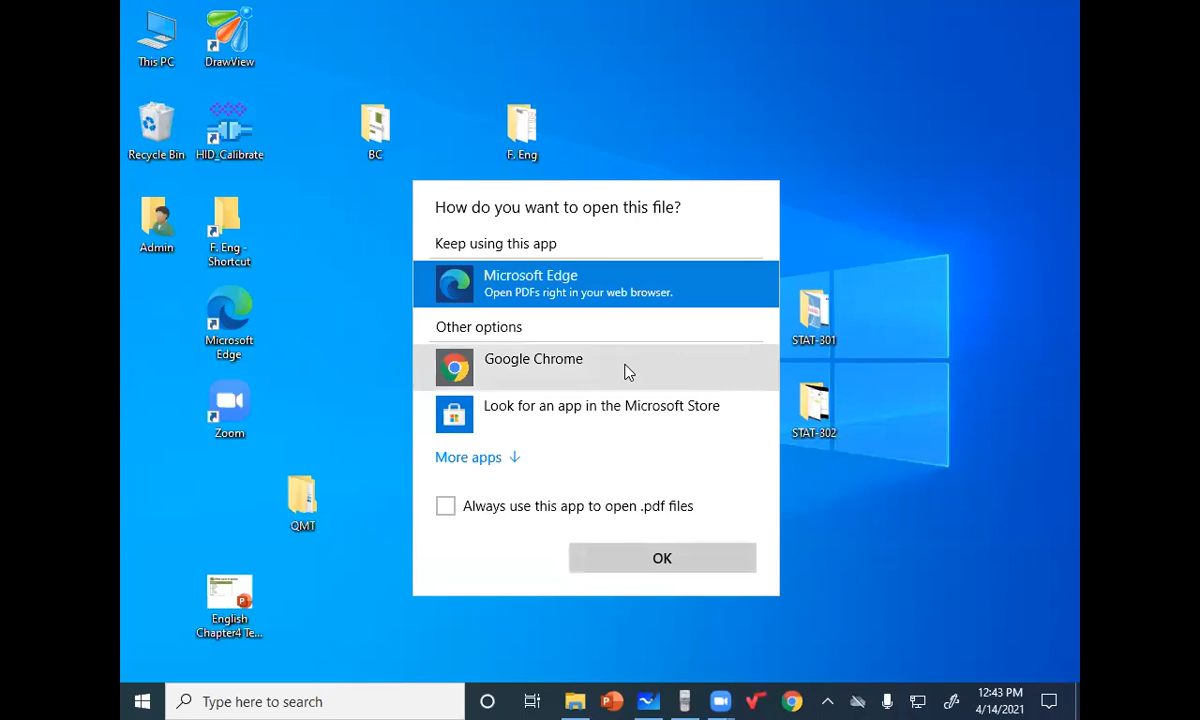 This PC
DrawView
Recycle Bin
HID_Calibrate
BC
F. Eng
Admin
F. Eng -
Shortcut
Microsoft
Edge
Zoom
QMT
English
Chapter4 Te...
STAT-301
STAT-302
How do you want to open this file?
Keep using this app
Microsoft Edge
Open PDFs right in your web browser.
Other options
Google Chrome
Look for an app in the Microsoft Store
More apps
Always use this app to open .pdf files
OK
Type here to search
12:43 PM
4/14/2021